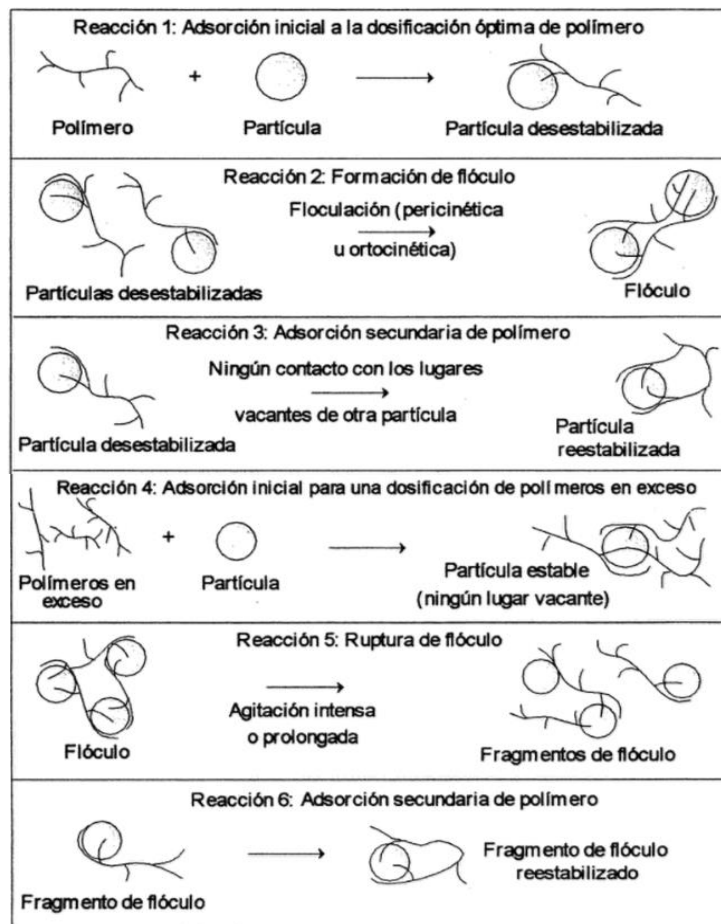 Reacción 1: Adsorción inicial a la dosificación óptima de polímero
+
Polímero
Partícula
Partícula desestabilizada
Reacción 2: Formación de flóculo
Floculación (pericinética
u ortocinética)
Partículas desestabilizadas
Flóculo
Reacción 3: Adsorción secundaria de polímero
Ningún contacto con los lugares
vacantes de otra partícula
Partícula desestabilizada
Partícula
reestabilizada
Reacción 4: Adsorción inicial para una dosificación de polímeros en exceso
+
Polímeros en
exceso
Partícula
Partícula estable
(ningún lugar vacante)
Reacción 5: Ruptura de flóculo
Agitación intensa
o prolongada
Flóculo
Fragmentos de flóculo
Reacción 6: Adsorción secundaria de polímero
Fragmento de flóculo
Fragmento de flóculo
reestabilizado